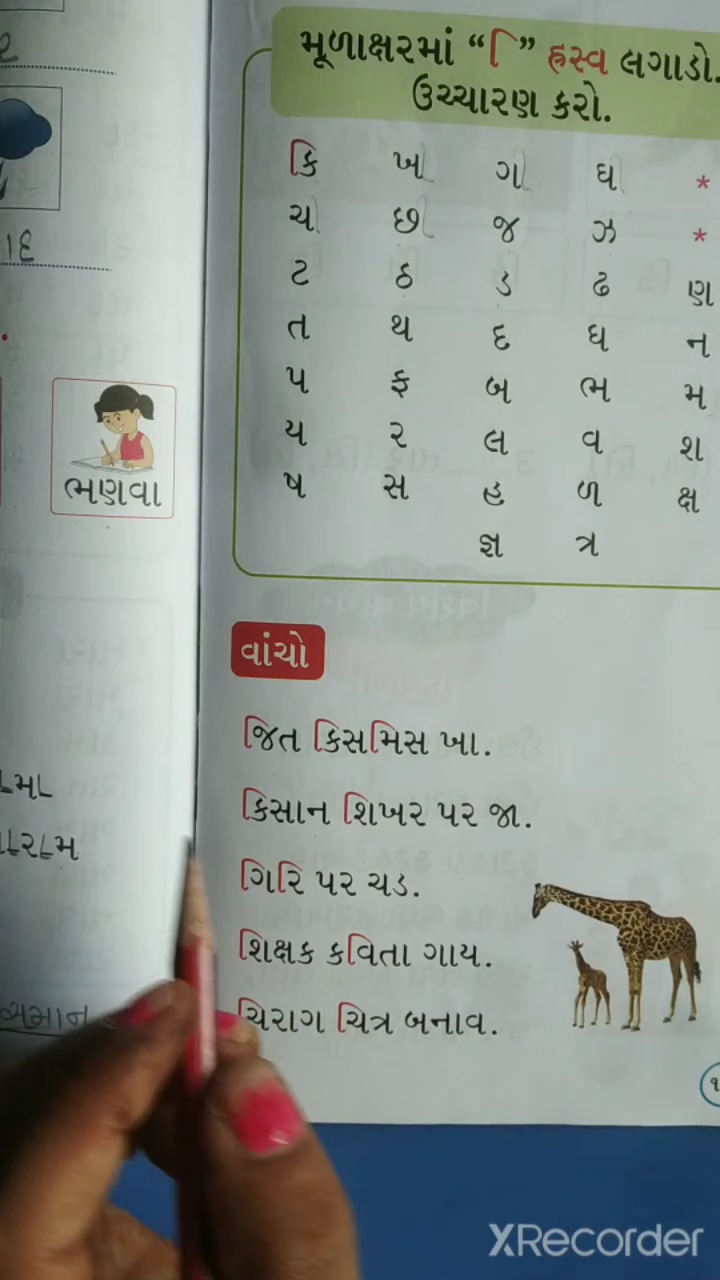 મૂળાક્ષરમાં “િ” હ્રસ્વ લગાડો.
ઉચ્ચારણ કરો.
કિ ખી ગ ઘી *
ચી છી જ ઝ *
ટ ઠ ડ ઢ ણ
ત થ દ ધ ન
પ ફ બ ભ મ
ય ર લ વ શ
ષ સ હ ળ ક્ષ
જ્ઞ ત્ર
ભણવા
વાંચો
જિત કિસમિસ ખા.
કિસાન શિખર પર જા.
ગિરિ પર ચડ.
શિક્ષક કવિતા ગાય.
ચિરાગ ચિત્ર બનાવ.
XRecorder